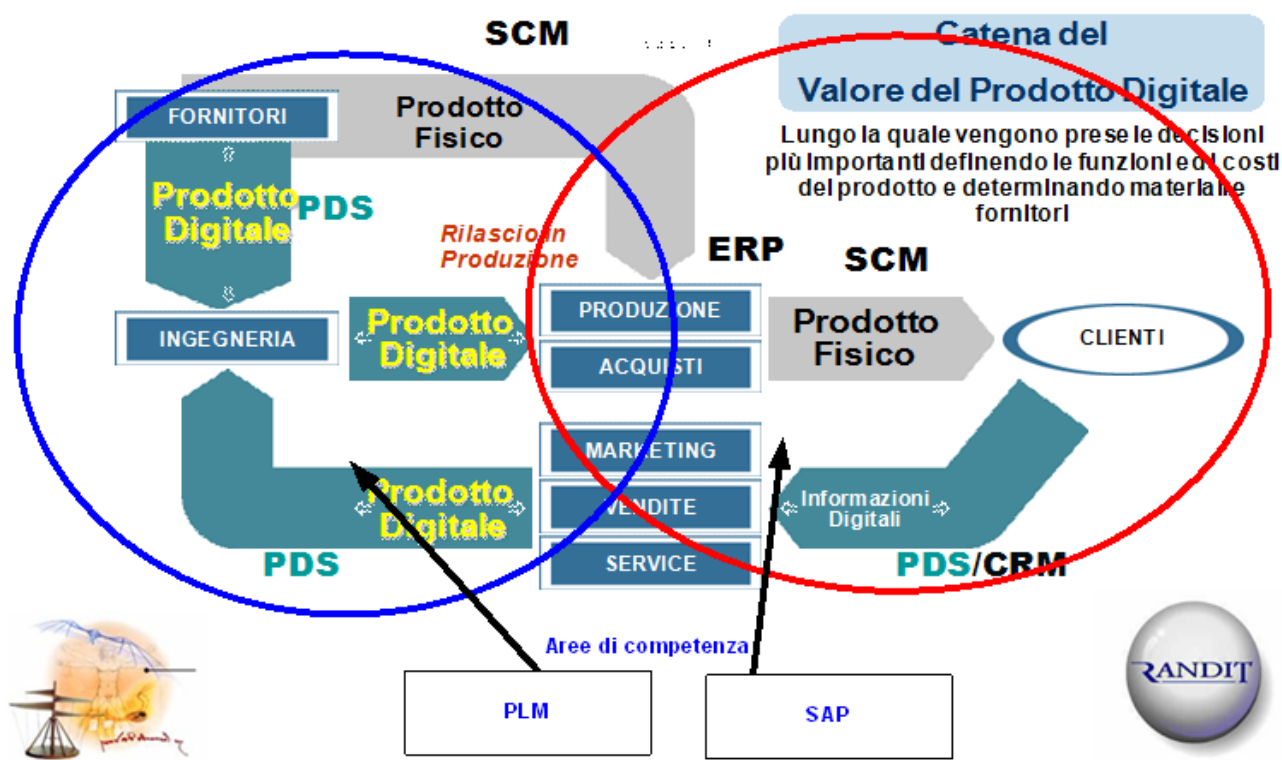 SCM
Catena del
Valore del Prodotto Digitale
Lungo la quale vengono prese le decisioni
più importanti definendo le funzioni ed i costi
del prodotto e determinando materiali e
fornitori
FORNITORI
Prodotto
Fisico
Prodotto
Digitale
PDS
Rilascio in
Produzione
ERP
SCM
INGEGNERIA
Prodotto
Digitale
PRODUZIONE
ACQUISTI
Prodotto
Fisico
CLIENTI
MARKETING
VENDITE
SERVICE
Prodotto
Digitale
PDS
Informazioni
Digitali
PDS/CRM
Aree di competenza
PLM
SAP
RANDIT